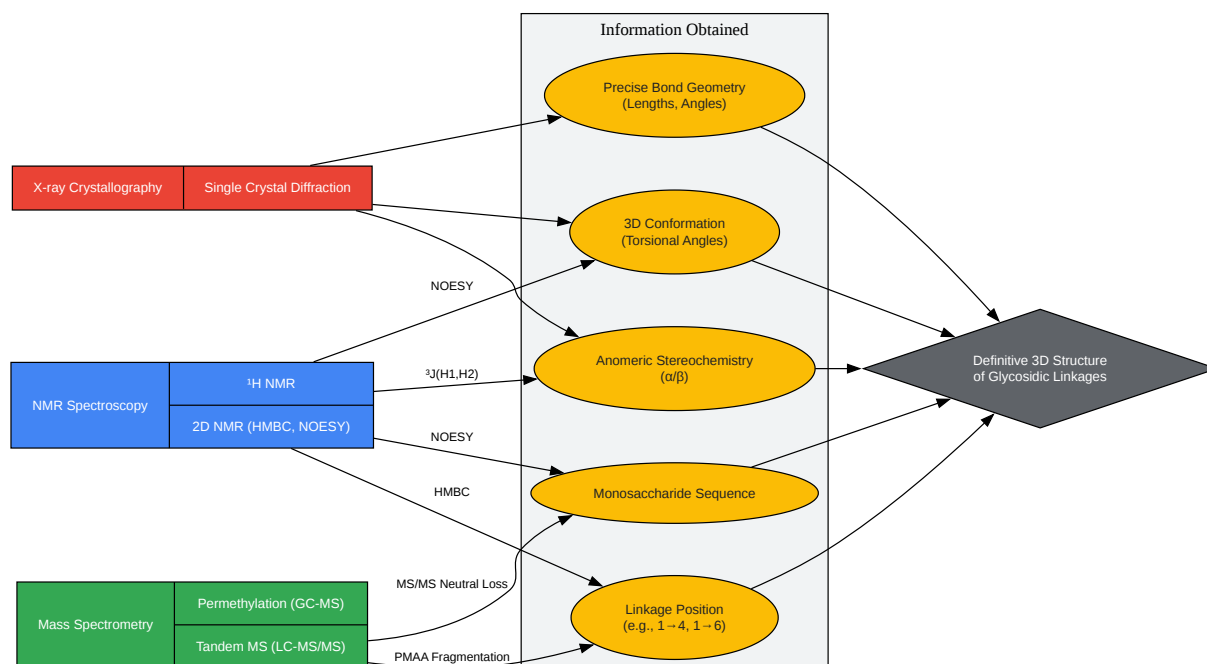 Information Obtained
Precise Bond Geometry
(Lengths, Angles)
X-ray Crystallography
Single Crystal Diffraction
3D Conformation
(Torsional Angles)
NOESY
Anomeric Stereochemistry
(α/β)
³J(H1,H2)
Definitive 3D Structure
of Glycosidic Linkages
NMR Spectroscopy
¹H NMR
2D NMR (HMBC, NOESY)
NOESY
Monosaccharide Sequence
HMBC
MS/MS Neutral Loss
Mass Spectrometry
Permethylation (GC-MS)
Tandem MS (LC-MS/MS)
Linkage Position
(e.g., 1→4, 1→6)
PMAA Fragmentation